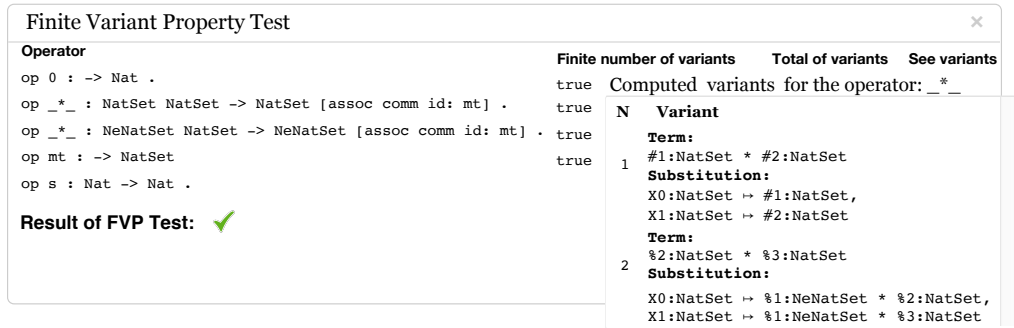 Finite Variant Property Test ×
Operator
Finite number of variants Total of variants See variants
op 0 : -> Nat .
true
op _*_ : NatSet NatSet -> NatSet [assoc comm id: mt] .
true
op _*_ : NeNatSet NatSet -> NeNatSet [assoc comm id: mt] .
true
op mt : -> NatSet
true
op s : Nat -> Nat .
Result of FVP Test:
Computed variants for the operator: _*_
N Variant
1
Term:
#1:NatSet * #2:NatSet
Substitution:
X0:NatSet ↦ #1:NatSet,
X1:NatSet ↦ #2:NatSet
2
Term:
%2:NatSet * %3:NatSet
Substitution:
X0:NatSet ↦ %1:NeNatSet * %2:NatSet,
X1:NatSet ↦ %1:NeNatSet * %3:NatSet